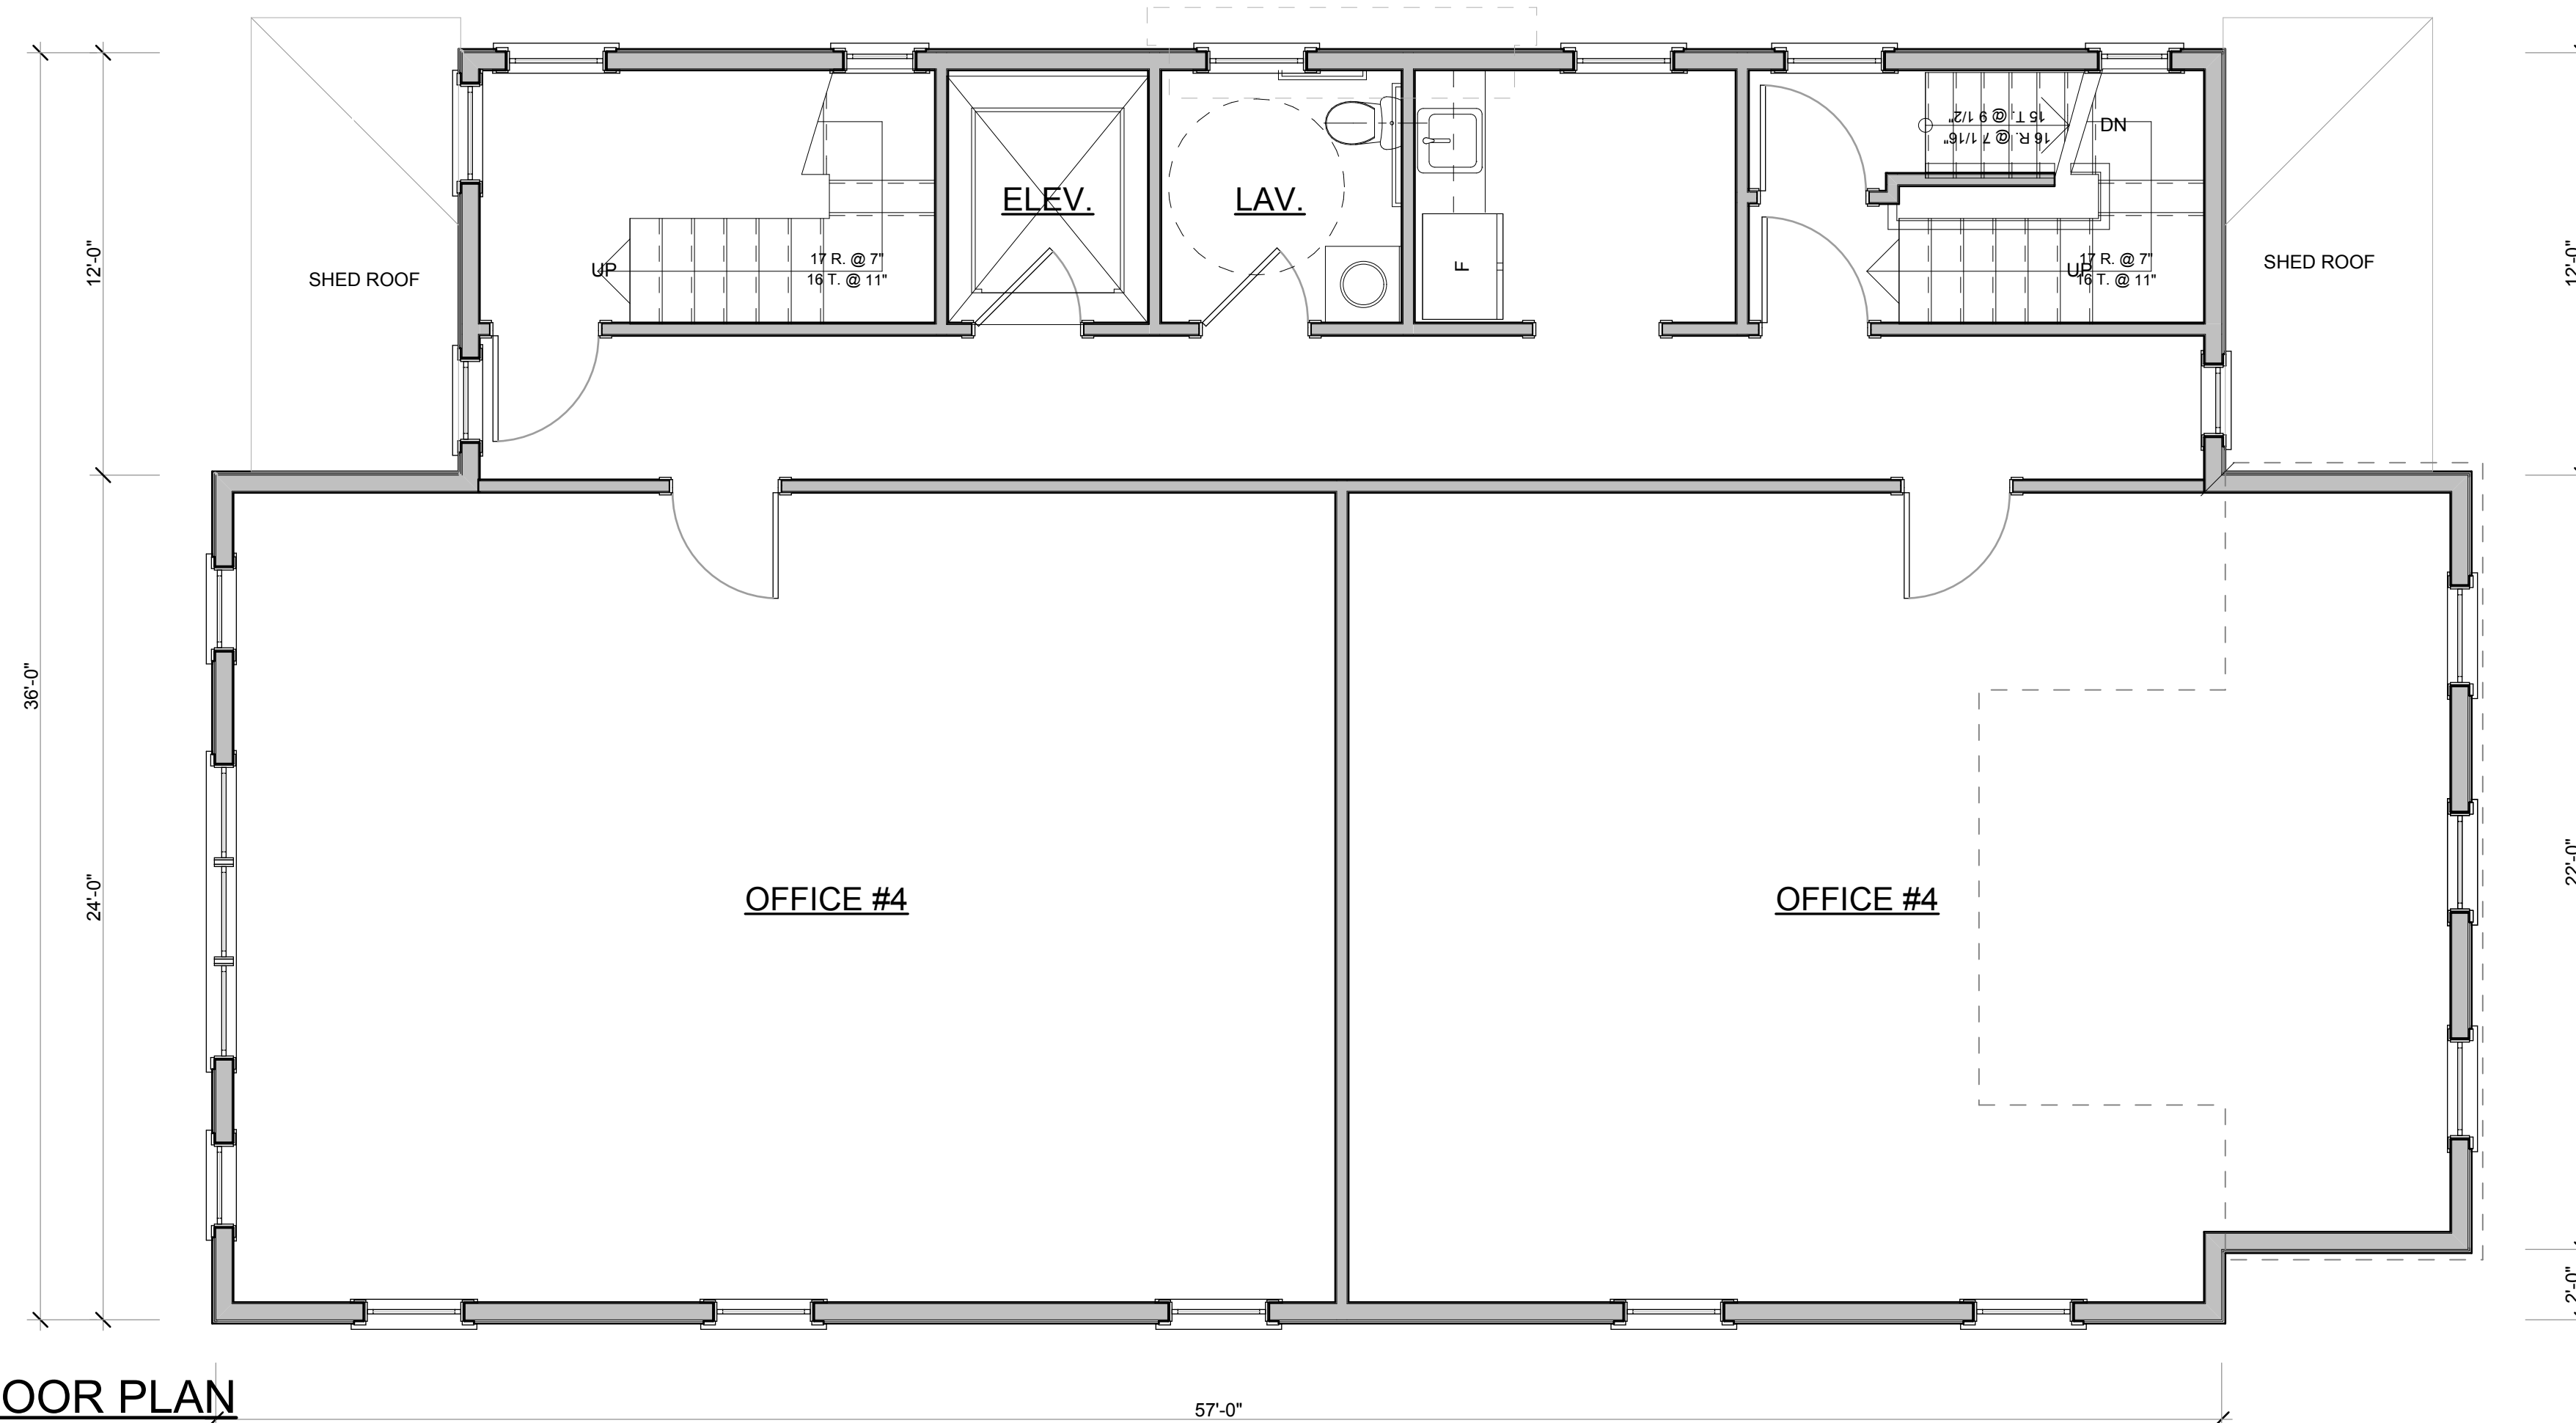 15 T. @ 9 1/2"
16 R. @ 7 1/16"
DN
ELEV.
LAV.
12'-0"
12'-0"
SHED ROOF
UP
17 R. @ 7"
16 T. @ 11"
F
UP
17 R. @ 7"
16 T. @ 11"
SHED ROOF
36'-0"
24'-0"
OFFICE #4
OFFICE #4
22'-0"
2'-0"
OOR PLAN
57'-0"